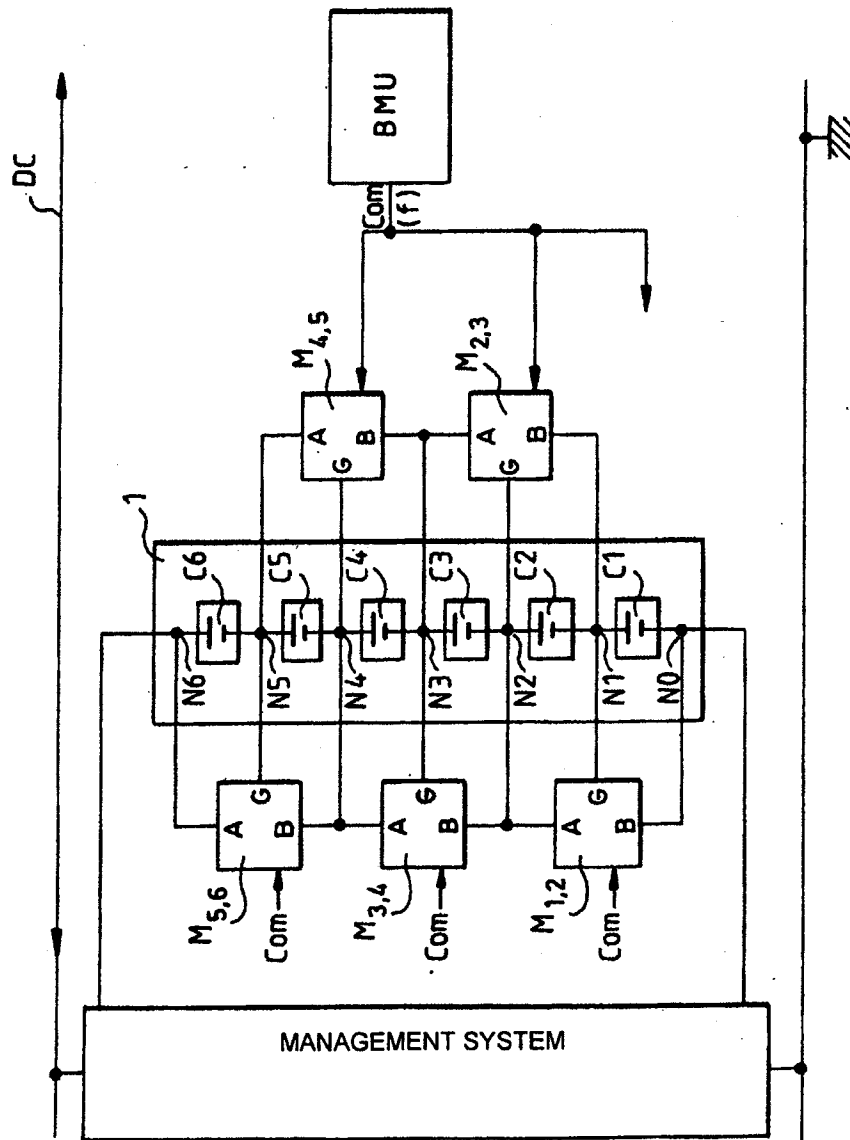 DC
BMU
Com
(f)
M4,5
M2,3
A
B
G
A
B
G
1
C6
C5
C4
C3
C2
C1
N6
N5
N4
N3
N2
N1
N0
G
A
B
G
A
B
G
A
B
M5,6
M3,4
M1,2
Com
Com
Com
MANAGEMENT SYSTEM